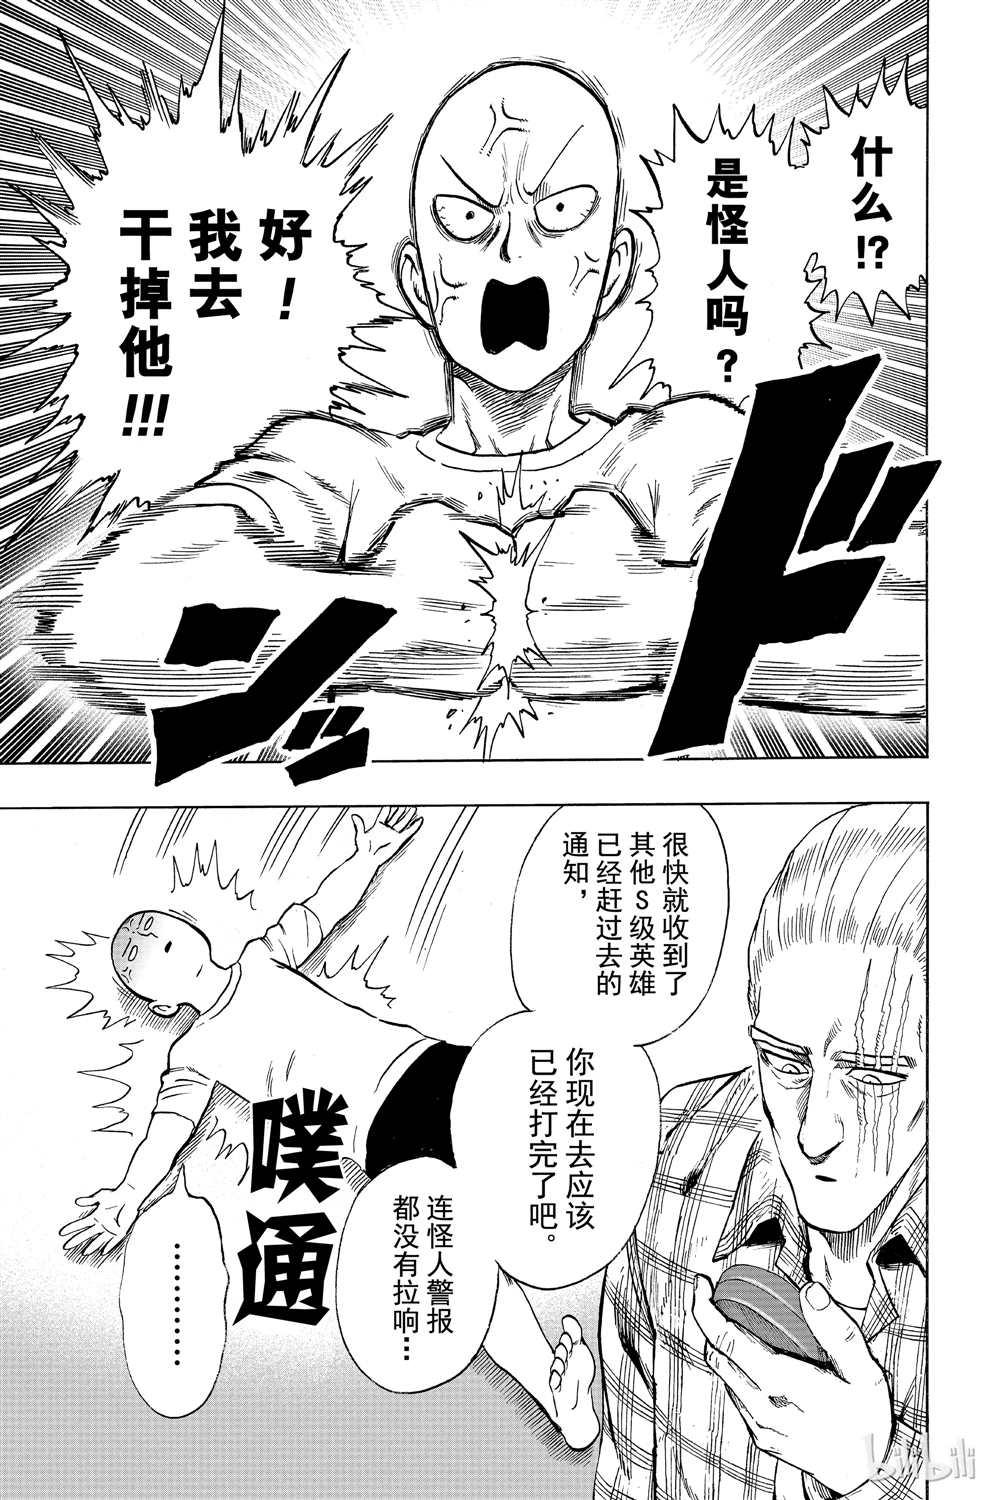 什么!?
是怪人吗?
好!
我去
干掉他!!!
ドンッ
很快就收到了
其他S级英雄
已经赶过去的
通知，
你现在去应该
已经打完了吧。
连怪人警报
都没有拉响…
噗通
………
bilibili